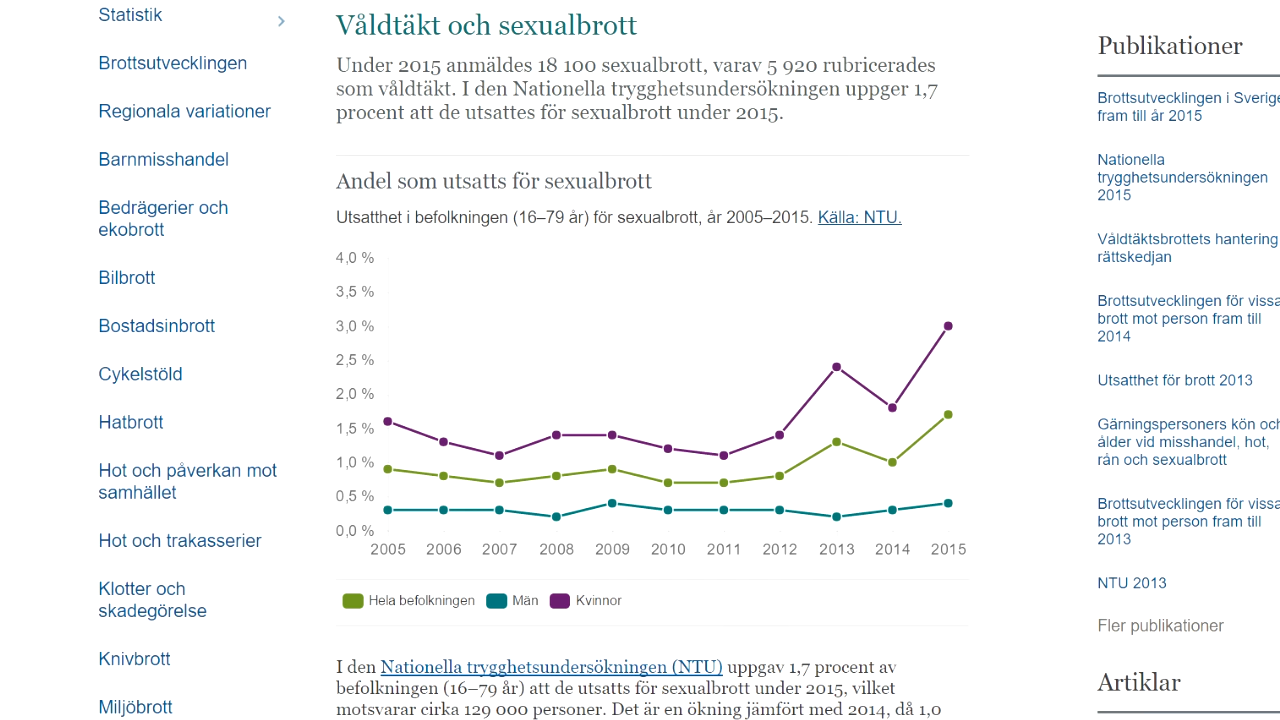 Statistik
Brottsutvecklingen
Regionala variationer
Barnmisshandel
Bedrägerier och
ekobrott
Bilbrott
Bostadsinbrott
Cykelstöld
Hatbrott
Hot och påverkan mot
samhället
Hot och trakasserier
Klotter och
skadegörelse
Knivbrott
Miljöbrott
Våldtäkt och sexualbrott
Under 2015 anmäldes 18 100 sexualbrott, varav 5 920 rubricerades
som våldtäkt. I den Nationella trygghetsundersökningen uppger 1,7
procent att de utsattes för sexualbrott under 2015.
Andel som utsatts för sexualbrott
Utsatthet i befolkningen (16–79 år) för sexualbrott, år 2005–2015. Källa: NTU.
4,0 %
3,5 %
3,0 %
2,5 %
2,0 %
1,5 %
1,0 %
0,5 %
0,0 %
2005 2006 2007 2008 2009 2010 2011 2012 2013 2014 2015
Hela befolkningen Män Kvinnor
I den Nationella trygghetsundersökningen (NTU) uppgav 1,7 procent av
befolkningen (16–79 år) att de utsatts för sexualbrott under 2015, vilket
motsvarar cirka 129 000 personer. Det är en ökning jämfört med 2014, då 1,0
Publikationer
Brottsutvecklingen i Sverige
fram till år 2015
Nationella
trygghetsundersökningen
2015
Våldtäktsbrottets hantering
rättskedjan
Brottsutvecklingen för vissa
brott mot person fram till
2014
Utsatthet för brott 2013
Gärningspersoners kön och
ålder vid misshandel, hot,
rån och sexualbrott
Brottsutvecklingen för vissa
brott mot person fram till
2013
NTU 2013
Fler publikationer
Artiklar